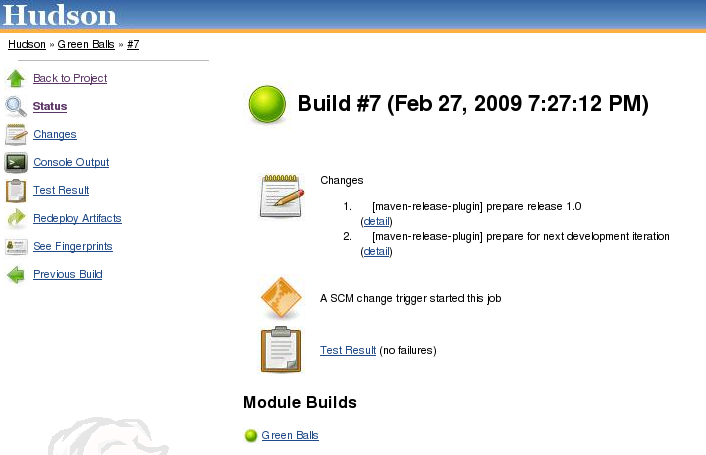 Hudson
Hudson » Green Balls » #7
Back to Project
Status
Changes
Console Output
Test Result
Redeploy Artifacts
See Fingerprints
Previous Build
Build #7 (Feb 27, 2009 7:27:12 PM)
Changes
1. [maven-release-plugin] prepare release 1.0
(detail)
2. [maven-release-plugin] prepare for next development iteration
(detail)
A SCM change trigger started this job
Test Result (no failures)
Module Builds
Green Balls